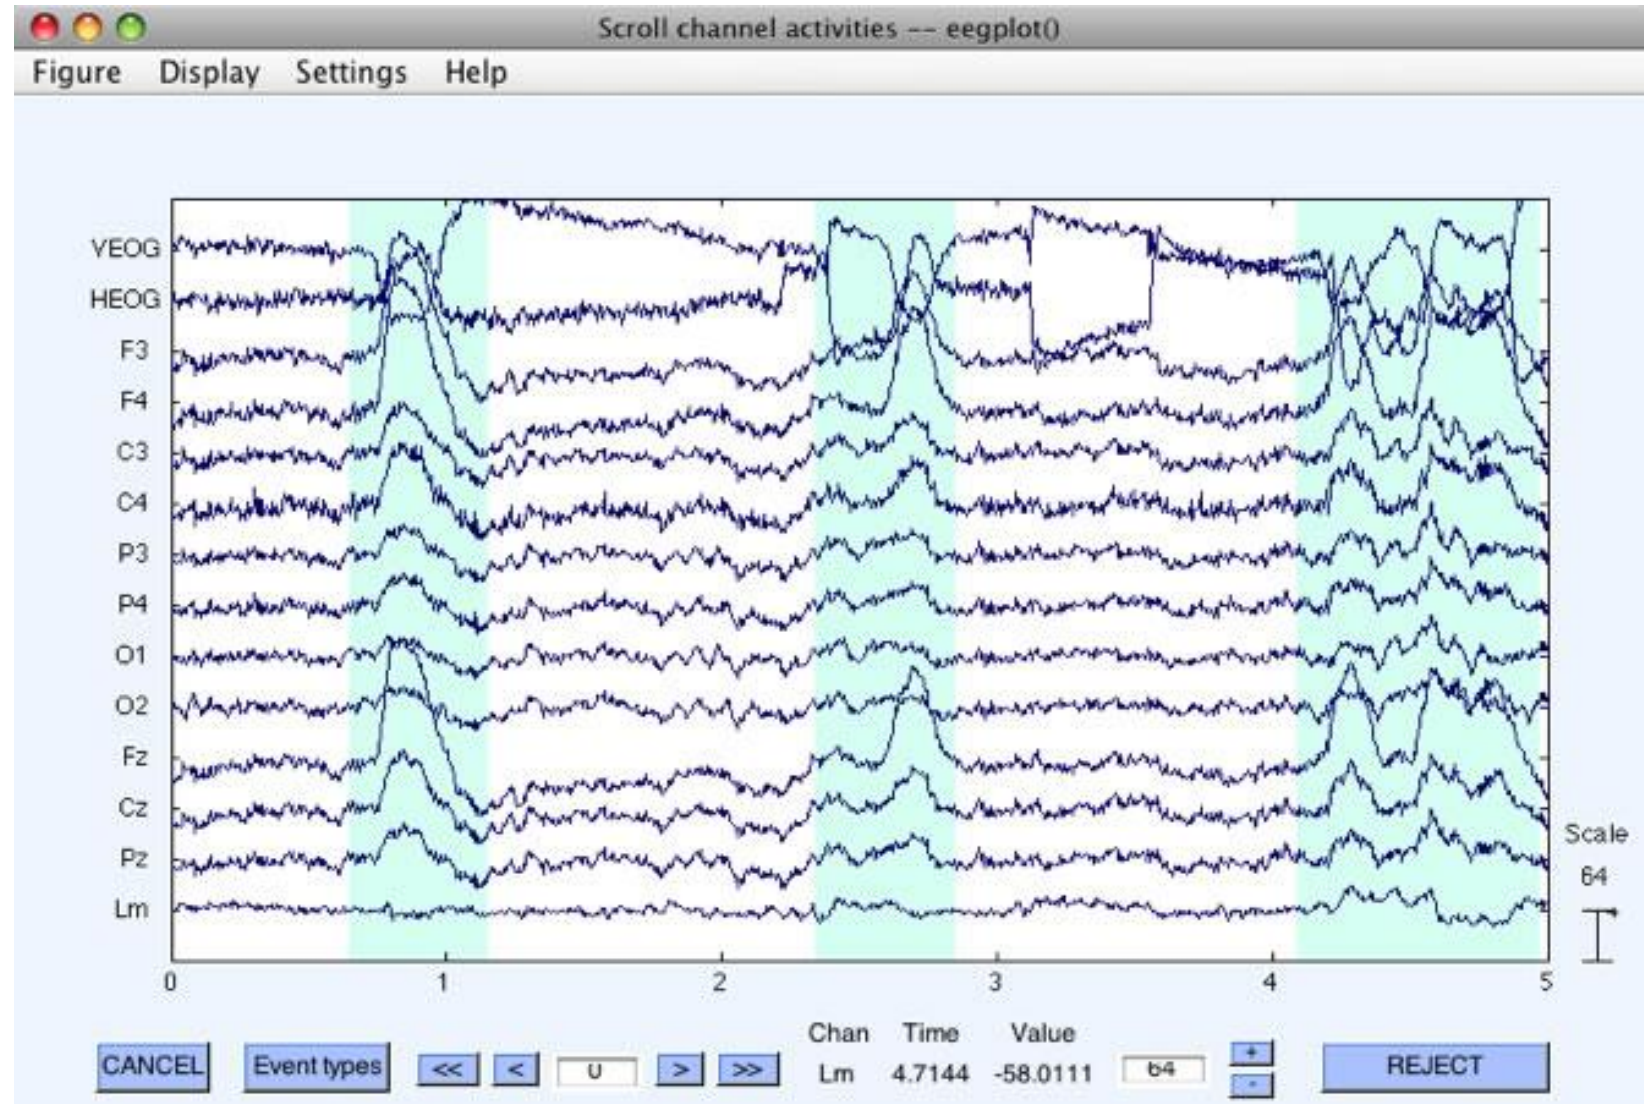 Scroll channel activities -- eegplot()
Figure Display Settings Help
VEOG
HEOG
F3
F4
C3
C4
P3
P4
O1
O2
Fz
Cz
Pz
Lm
Scale
64
0 1 2 3 4 5
Chan Time Value
CANCEL Event types << < 0 > >> Lm 4.7144 -58.0111 64 + - REJECT